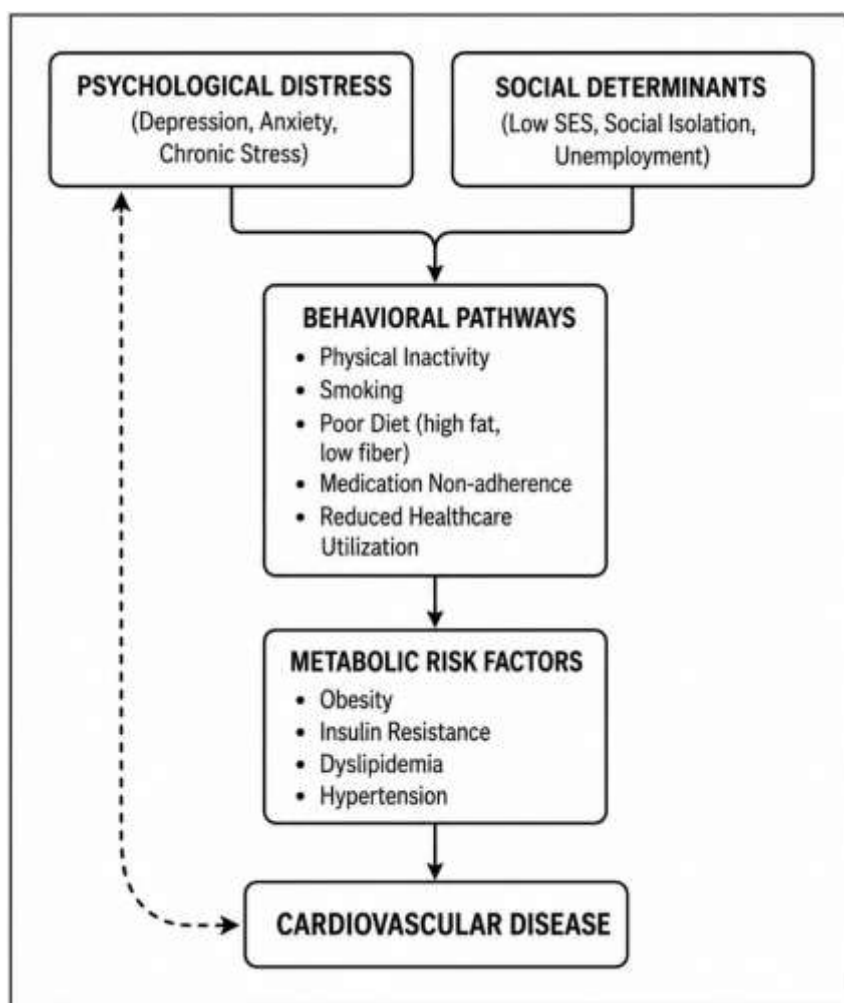 PSYCHOLOGICAL DISTRESS
(Depression, Anxiety,
Chronic Stress)
SOCIAL DETERMINANTS
(Low SES, Social Isolation,
Unemployment)
BEHAVIORAL PATHWAYS
• Physical Inactivity
• Smoking
• Poor Diet (high fat,
low fiber)
• Medication Non-adherence
• Reduced Healthcare
Utilization
METABOLIC RISK FACTORS
• Obesity
• Insulin Resistance
• Dyslipidemia
• Hypertension
CARDIOVASCULAR DISEASE